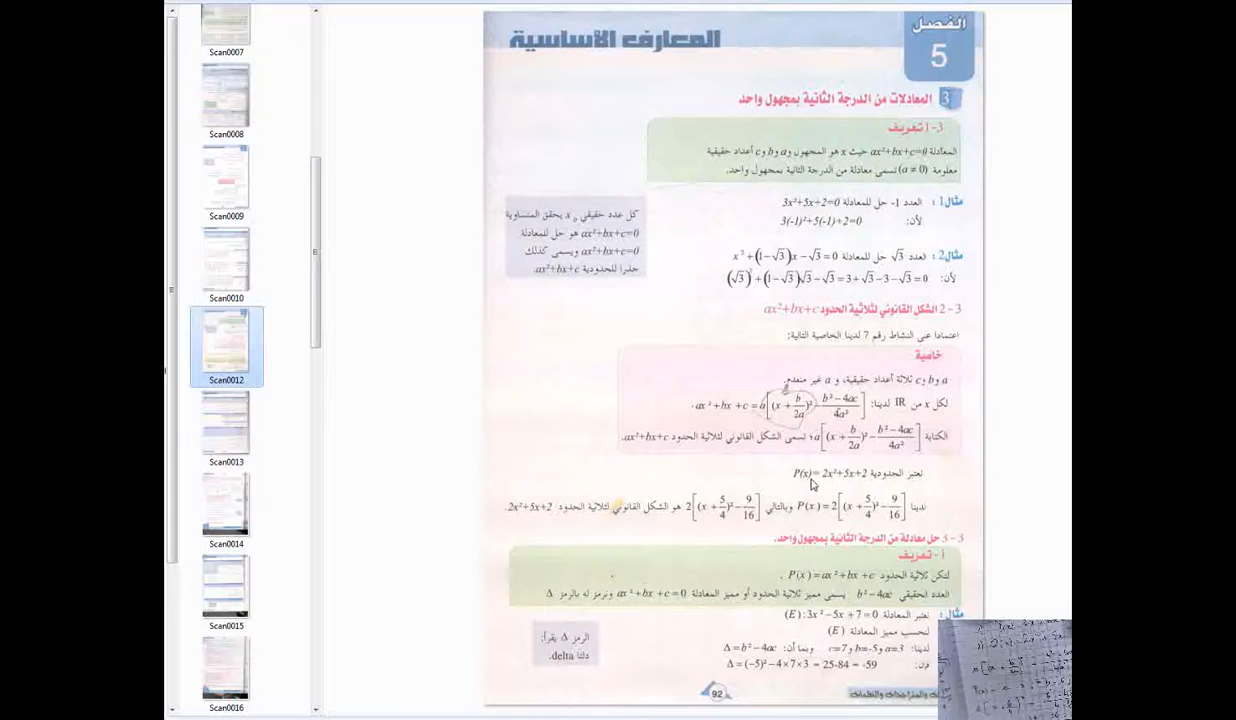 Scan0007
Scan0008
Scan0009
Scan0010
Scan0012
Scan0013
Scan0014
Scan0015
Scan0016
الفصل
5
المعارف الأساسية
3 المعادلات من الدرجة الثانية بمجهول واحد
3-1 تعريف
المعادلة ax²+bx+c=0 حيث x هو المجهول و a و b و c أعداد حقيقية
معلومة (a ≠ 0) تسمى معادلة من الدرجة الثانية بمجهول واحد.
مثال1 : العدد 1- حل للمعادلة 3x²+5x+2=0
لأن: 3(-1)²+5(-1)+2=0
كل عدد حقيقي x₀ يحقق المتساوية
ax²+bx+c=0 هو حل للمعادلة
ax²+bx+c=0 ويسمى كذلك
جذرا للحدودية ax²+bx+c.
مثال2 : العدد √3 حل للمعادلة x²+(1−√3)x−√3=0
لأن: (√3)²+(1−√3)√3−√3=3+√3−3−√3=0
3 - 2 الشكل القانوني لثلاثية الحدود ax²+bx+c
اعتمادا على النشاط رقم 7 لدينا الخاصية التالية:
خاصية
a و b و c ثلاثة أعداد حقيقية، و a غير منعدم.
لكل x من IR لدينا: ax²+bx+c=a[(x+b/2a)²−(b²−4ac)/4a²]
الكتابة a[(x+b/2a)²−(b²−4ac)/4a²] ؛ تسمى الشكل القانوني لثلاثية الحدود ax²+bx+c.
نعتبر الحدودية P(x)= 2x²+5x+2
لدينا P(x)=2[(x+5/4)²−9/16] وبالتالي 2[(x+5/4)²−9/16] هو الشكل القانوني لثلاثية الحدود 2x²+5x+2.
3 - 3 حل معادلة من الدرجة الثانية بمجهول واحد.
أ- تعريف
لتكن ثلاثية الحدود P(x)=ax²+bx+c .
العدد الحقيقي b²−4ac يسمى مميز ثلاثية الحدود أو مميز المعادلة ax²+bx+c=0 ونرمز له بالرمز Δ
مثال: نعتبر المعادلة (E):3x²−5x+7=0
لنحسب مميز المعادلة (E)
لدينا: a=3 و b=-5 و c=7 وبما أن: Δ=b²−4ac
فإن: Δ=(−5)²−4×7×3 = 25-84 = -59
الرمز Δ يقرأ:
دلتا delta.
92